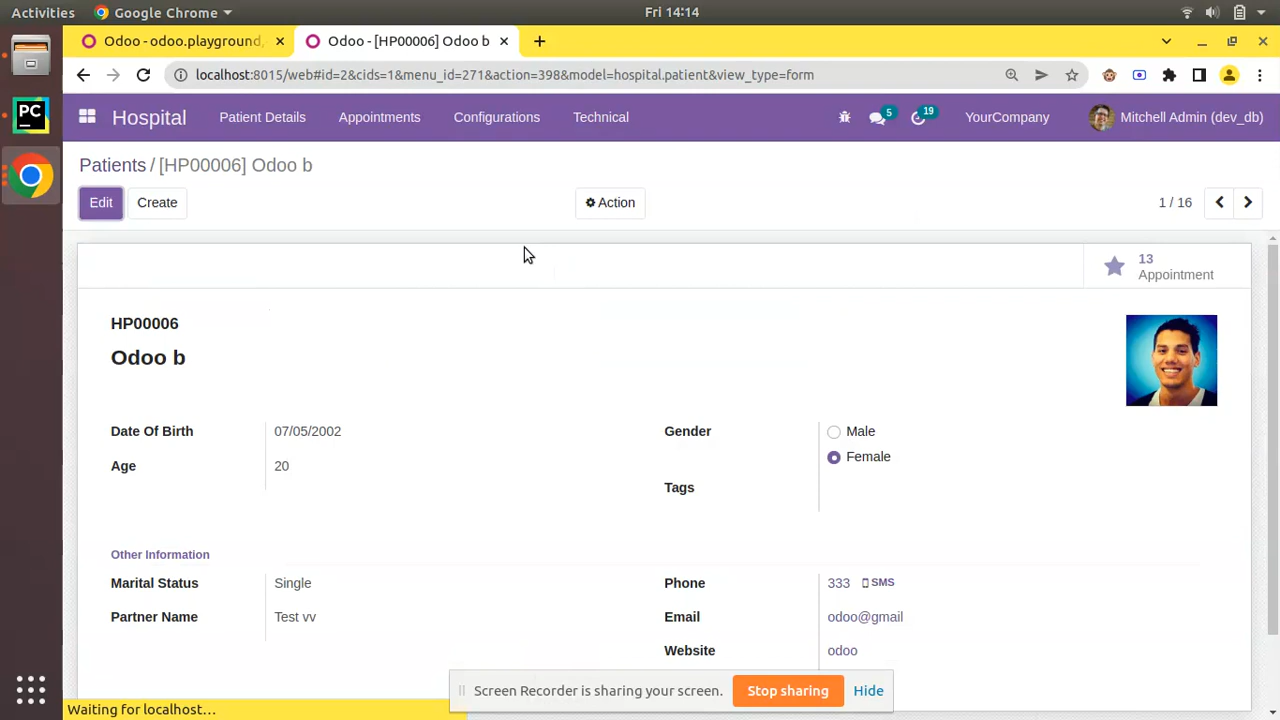 Activities Google Chrome Fri 14:14
Odoo - odoo.playground, Odoo - [HP00006] Odoo b
localhost:8015/web#id=2&cids=1&menu_id=271&action=398&model=hospital.patient&view_type=form
PC
Hospital Patient Details Appointments Configurations Technical 5 19 YourCompany Mitchell Admin (dev_db)
Patients / [HP00006] Odoo b
Edit Create Action 1 / 16
13
Appointment
HP00006
Odoo b
Date Of Birth 07/05/2002 Gender Male
Age 20 Female
Tags
Other Information
Marital Status Single Phone 333 SMS
Partner Name Test vv Email odoo@gmail
Website odoo
Screen Recorder is sharing your screen. Stop sharing Hide
Waiting for localhost...